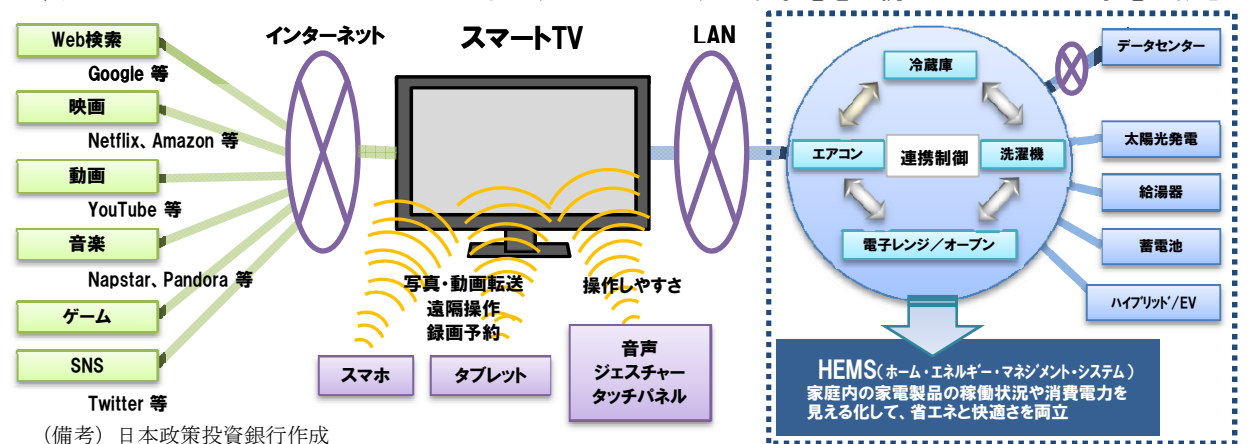 Web検索
Google 等
映画
Netflix、Amazon 等
動画
YouTube 等
音楽
Napstar、Pandora 等
ゲーム
SNS
Twitter 等
インターネット
スマートTV
LAN
写真・動画転送
遠隔操作
録画予約
操作しやすさ
スマホ
タブレット
音声
ジェスチャー
タッチパネル
冷蔵庫
エアコン
連携制御
洗濯機
電子レンジ/オーブン
データセンター
太陽光発電
給湯器
蓄電池
ハイブリッド/EV
HEMS(ホーム・エネルギー・マネジメント・システム)
家庭内の家電製品の稼働状況や消費電力を
見える化して、省エネと快適さを両立
(備考)日本政策投資銀行作成